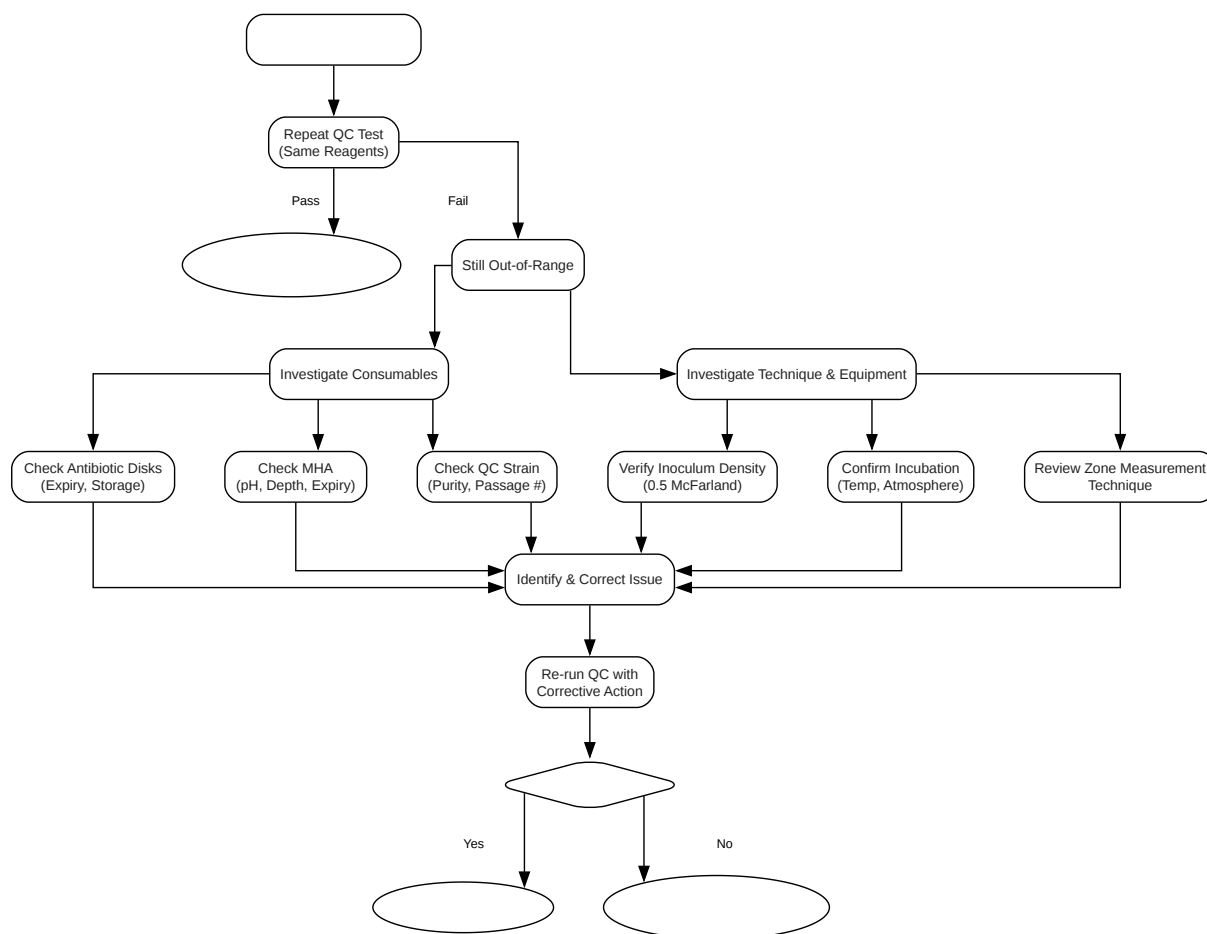 Repeat QC Test
(Same Reagents)
Pass
Fail
Still Out-of-Range
Investigate Consumables
Investigate Technique & Equipment
Check Antibiotic Disks
(Expiry, Storage)
Check MHA
(pH, Depth, Expiry)
Check QC Strain
(Purity, Passage #)
Verify Inoculum Density
(0.5 McFarland)
Confirm Incubation
(Temp, Atmosphere)
Review Zone Measurement
Technique
Identify & Correct Issue
Re-run QC with
Corrective Action
Yes
No